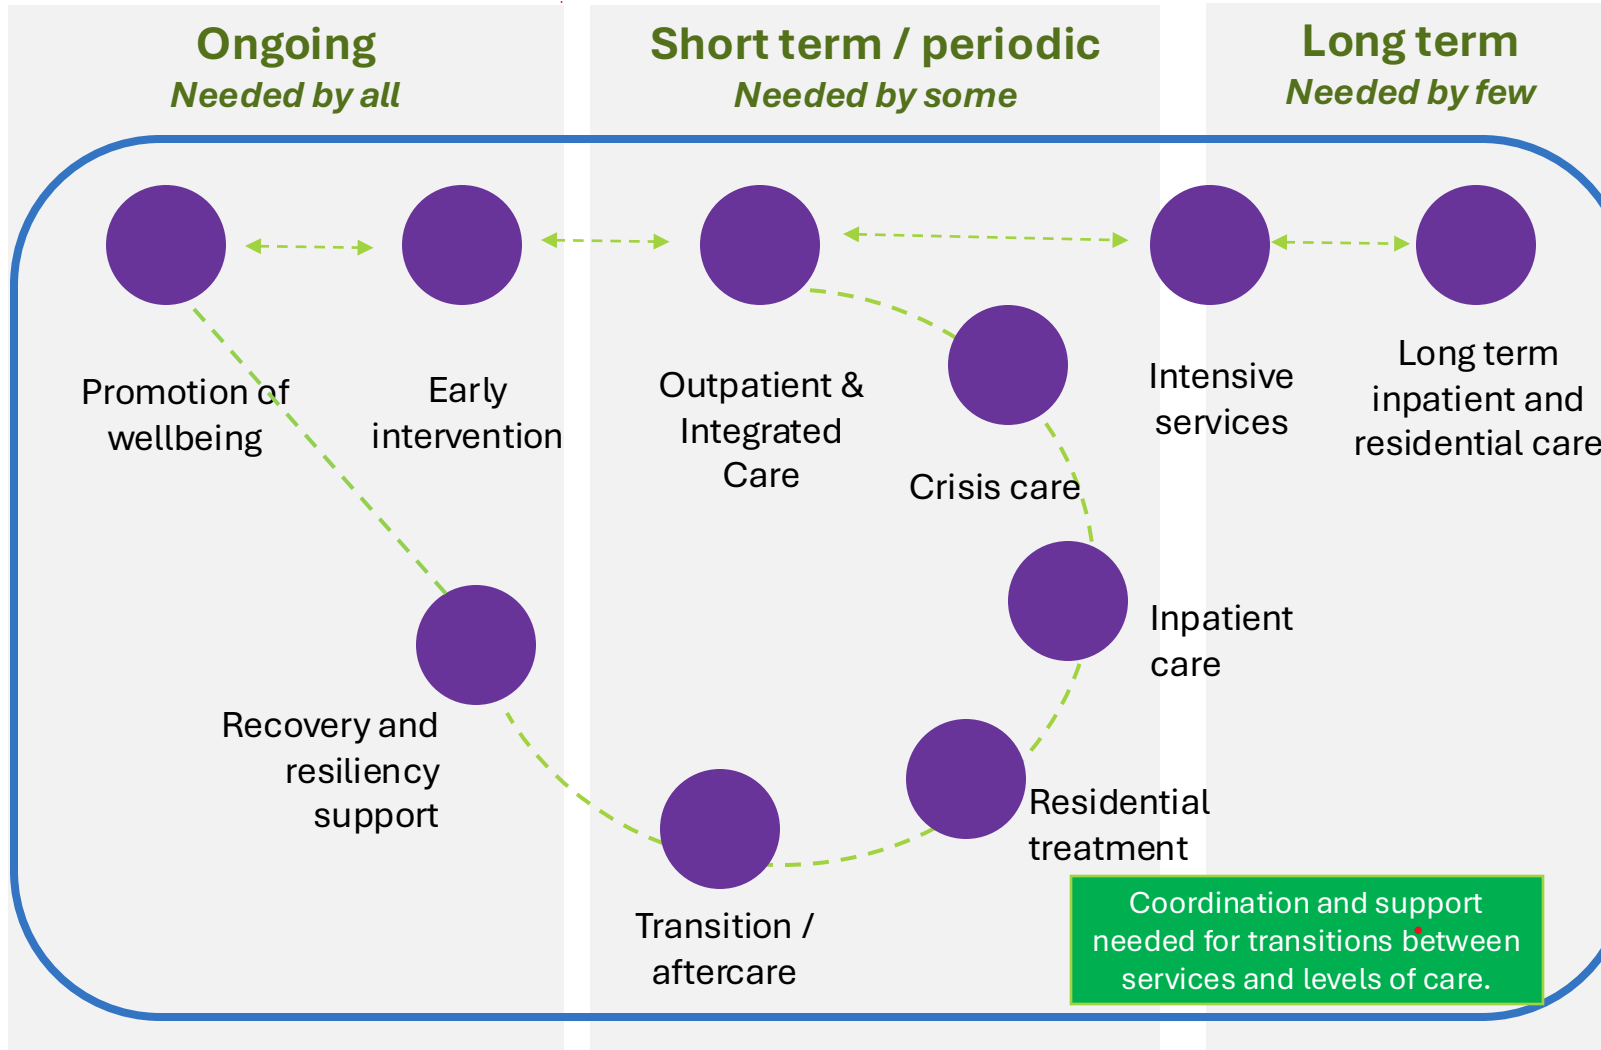 Ongoing
Needed by all
Short term / periodic
Needed by some
Long term
Needed by few
Promotion of
wellbeing
Early
intervention
Outpatient &
Integrated
Care
Crisis care
Intensive
services
Long term
inpatient and
residential care
Inpatient
care
Recovery and
resiliency
support
Residential
treatment
Transition /
aftercare
Coordination and support
needed for transitions between
services and levels of care.